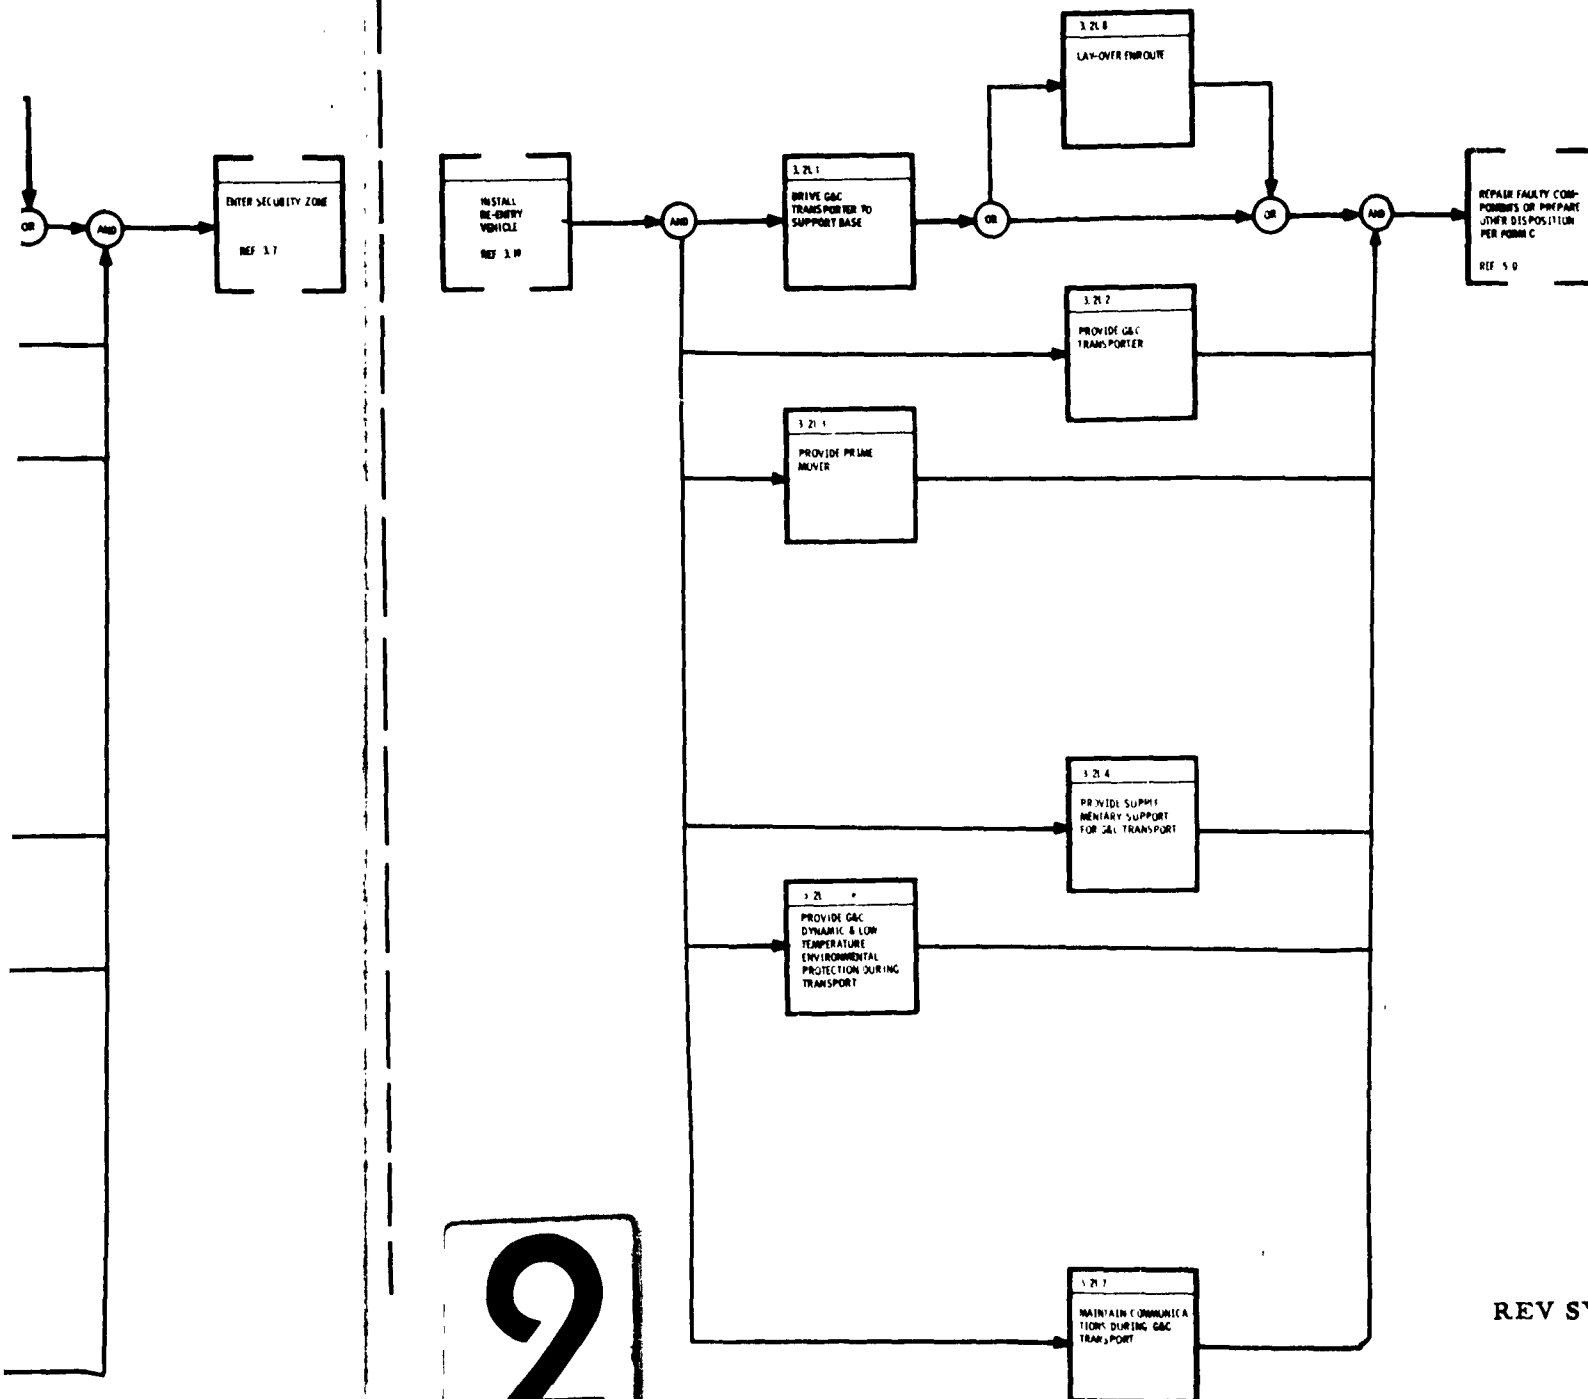 OR
AND
ENTER SECURITY ZONE
REF 3.7
INSTALL
RE-ENTRY
VEHICLE
REF 3.19
AND
3.21.1
DRIVE G&C
TRANSPORTER TO
SUPPORT BASE
OR
3.21.8
LAY-OVER ENROUTE
OR
AND
REPAIR FAULTY COM-
PONENTS OR PREPARE
OTHER DISPOSITION
PER FORM C
REF 5.0
3.21.2
PROVIDE G&C
TRANSPORTER
3.21.3
PROVIDE PRIME
MOVER
3.21.4
PROVIDE SUPPLE
MENTARY SUPPORT
FOR G&C TRANSPORT
3.21
PROVIDE G&C
DYNAMIC & LOW
TEMPERATURE
ENVIRONMENTAL
PROTECTION DURING
TRANSPORT
3.21.7
MAINTAIN COMMUNICA
TIONS DURING G&C
TRANSPORT
2
REV SY